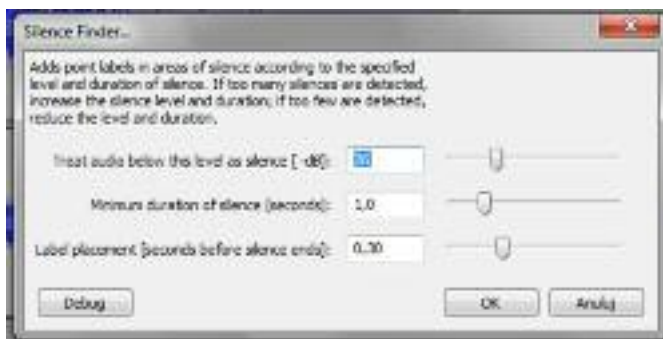 Silence Finder...
Adds point labels in areas of silence according to the specified
level and duration of silence. If too many silences are detected,
increase the silence level and duration; if too few are detected,
reduce the level and duration.
Treat audio below this level as silence [ -dB]:
Minimum duration of silence [seconds]: 1,0
Label placement [seconds before silence ends]: 0,30
Debug OK Anuluj